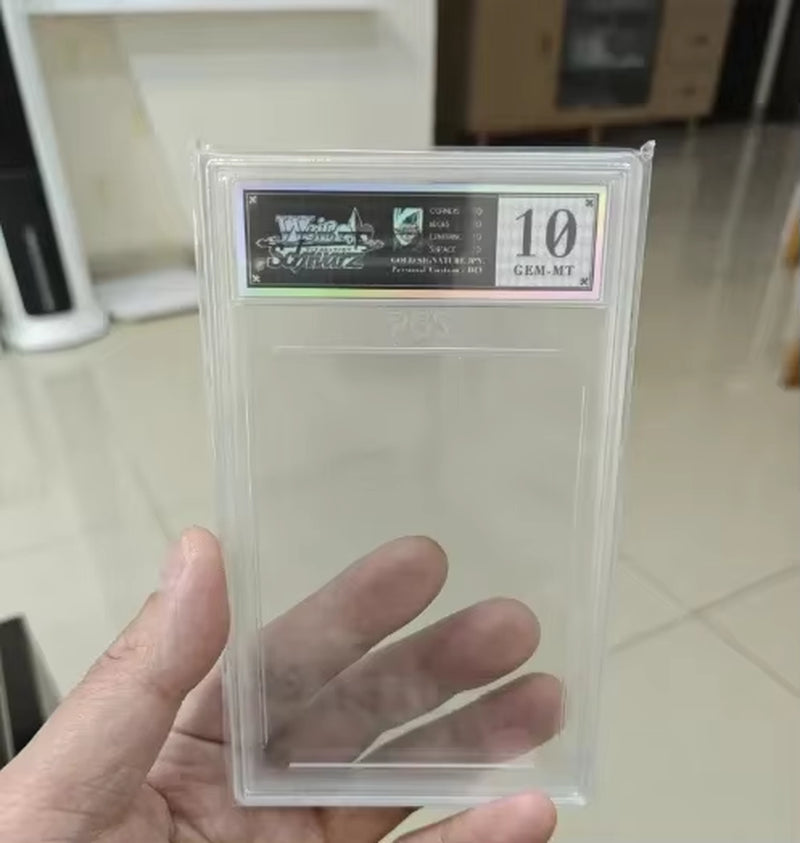 Weiß
Schwarz
CORNERS 10
EDGES 10
CENTERING 10
SURFACE 10
GOLD SIGNATURE JPN.
Personal Custom - DIY
10
GEM-MT